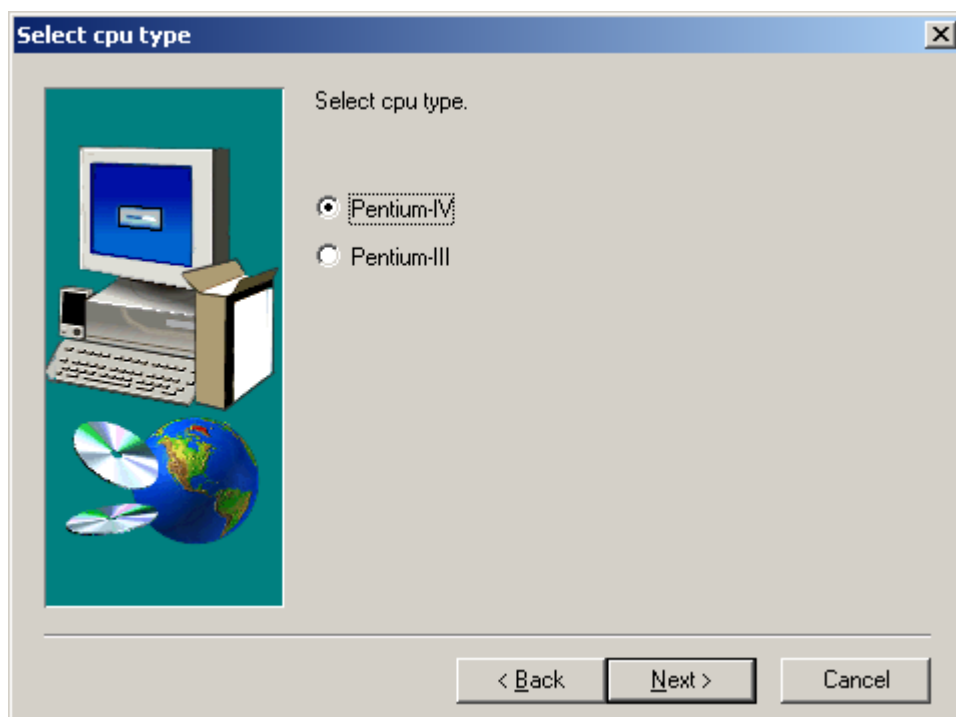 Select cpu type
Select cpu type.
Pentium-IV
Pentium-III
< Back Next > Cancel